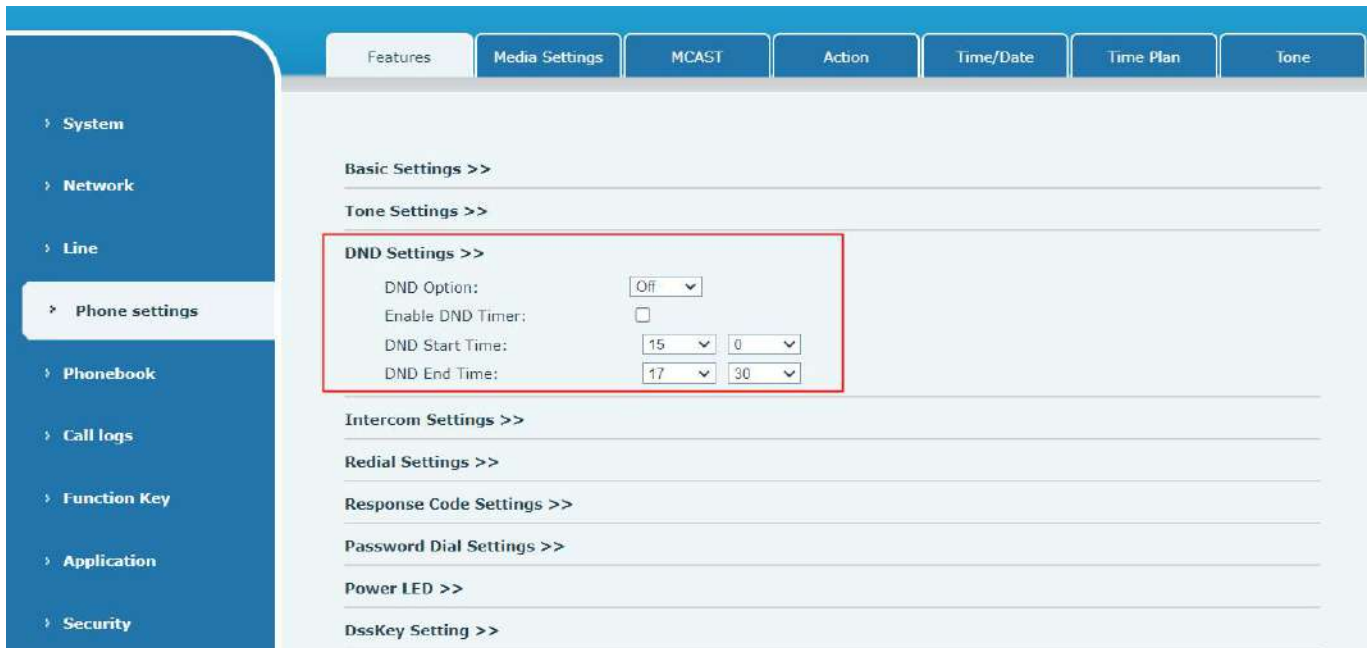 Features Media Settings MCAST Action Time/Date Time Plan Tone
System
Network
Line
Phone settings
Phonebook
Call logs
Function Key
Application
Security
Basic Settings >>
Tone Settings >>
DND Settings >>
DND Option: Off
Enable DND Timer:
DND Start Time: 15 0
DND End Time: 17 30
Intercom Settings >>
Redial Settings >>
Response Code Settings >>
Password Dial Settings >>
Power LED >>
DssKey Setting >>